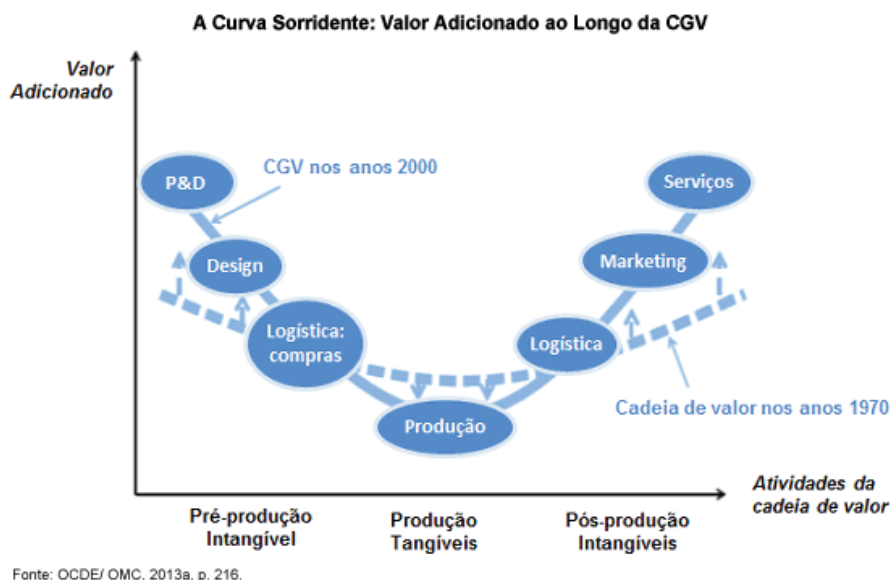 A Curva Sorridente: Valor Adicionado ao Longo da CGV
Valor
Adicionado
CGV nos anos 2000
P&D
Serviços
Design
Marketing
Logística:
compras
Logística
Produção
Cadeia de valor nos anos 1970
Atividades da
cadeia de valor
Pré-produção
Intangível
Produção
Tangíveis
Pós-produção
Intangíveis
Fonte: OCDE/ OMC, 2013a, p. 216.